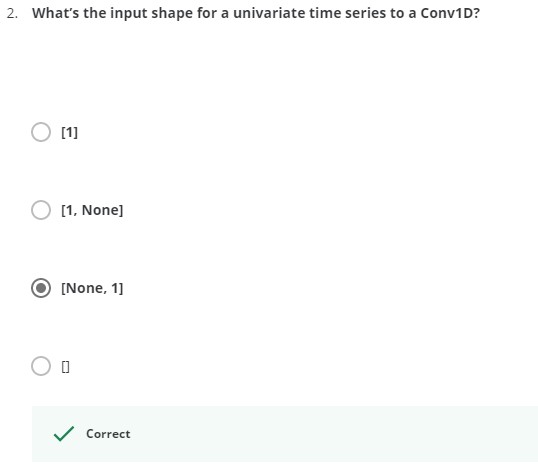 2. What's the input shape for a univariate time series to a Conv1D?
[1]
[1, None]
[None, 1]
[]
Correct